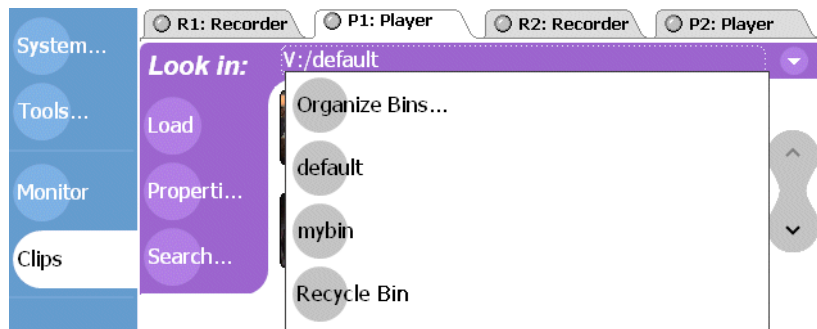 R1: Recorder
P1: Player
R2: Recorder
P2: Player
System...
Tools...
Monitor
Clips
Look in:
V:/default
Load
Properti...
Search...
Organize Bins...
default
mybin
Recycle Bin